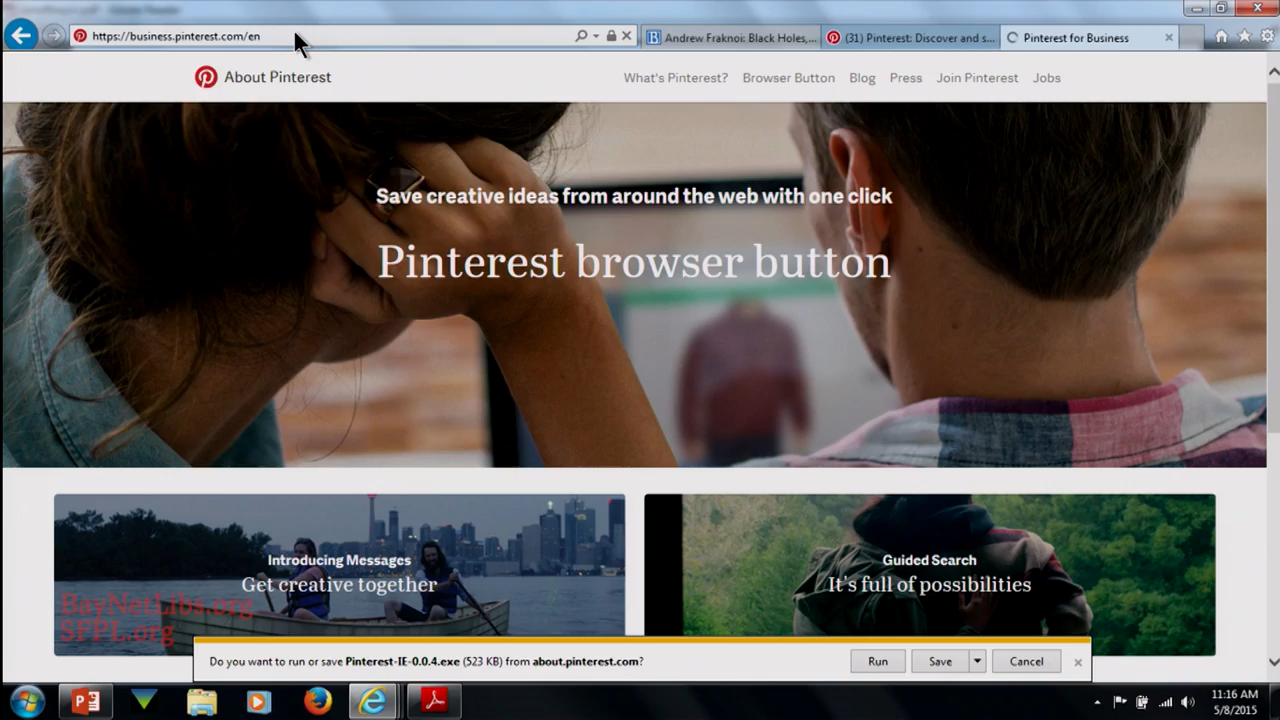 https://business.pinterest.com/en
Andrew Fraknoi: Black Holes,...
(31) Pinterest: Discover and s...
Pinterest for Business
About Pinterest
What's Pinterest?
Browser Button
Blog
Press
Join Pinterest
Jobs
Save creative ideas from around the web with one click
Pinterest browser button
Introducing Messages
Get creative together
Guided Search
It's full of possibilities
BayNetLibs.org
SFPL.org
Do you want to run or save Pinterest-IE-0.0.4.exe (523 KB) from about.pinterest.com?
Run
Save
Cancel
11:16 AM
5/8/2015